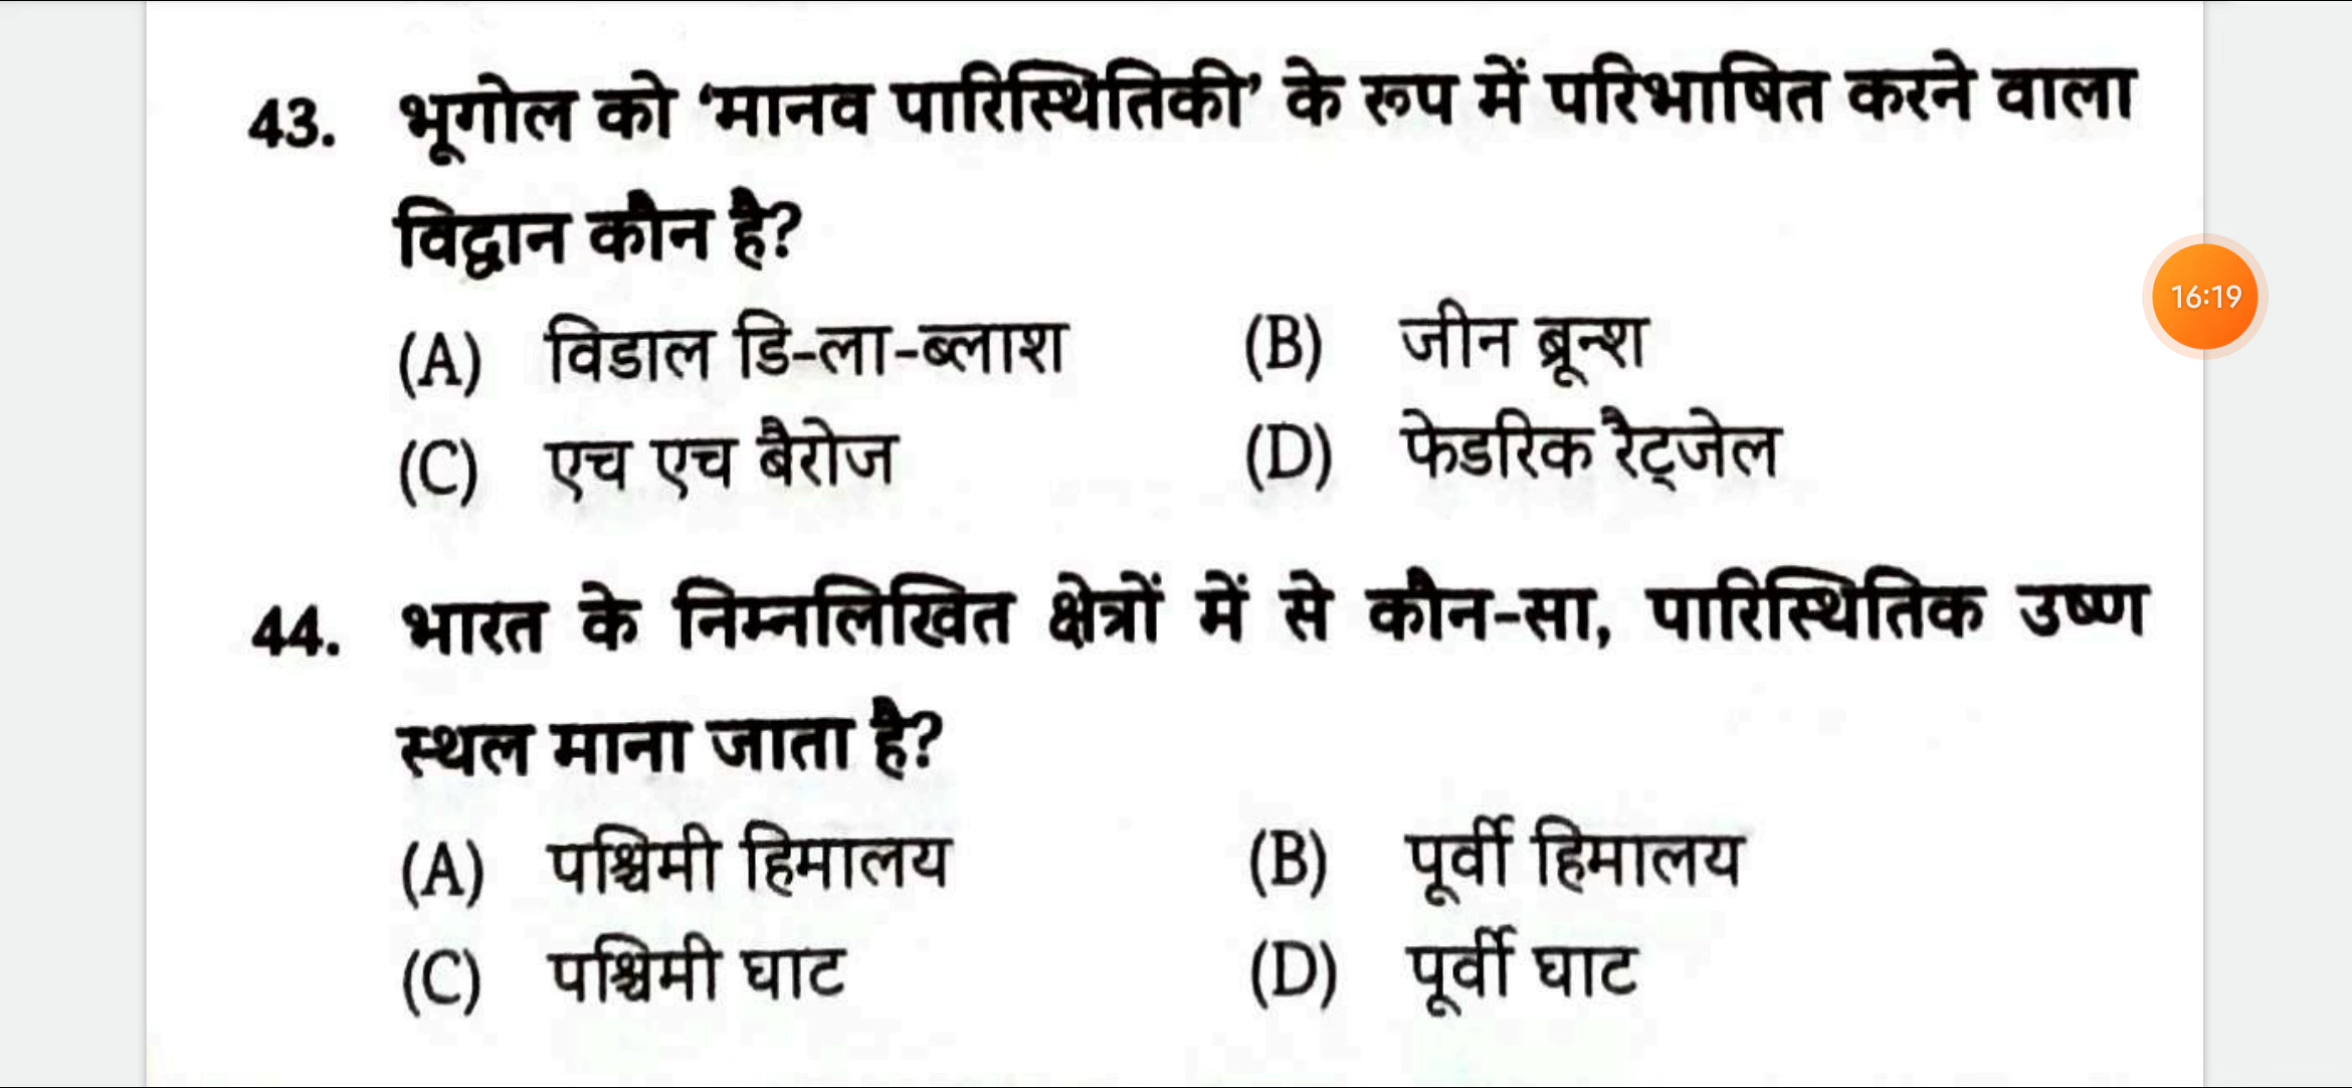 43. भूगोल को ‘मानव पारिस्थितिकी’ के रूप में परिभाषित करने वाला
विद्वान कौन है?
(A) विडाल डि-ला-ब्लाश (B) जीन ब्रून्श
(C) एच एच बैरोज (D) फेडरिक रैट्जेल
16:19
44. भारत के निम्नलिखित क्षेत्रों में से कौन-सा, पारिस्थितिक उष्ण
स्थल माना जाता है?
(A) पश्चिमी हिमालय (B) पूर्वी हिमालय
(C) पश्चिमी घाट (D) पूर्वी घाट